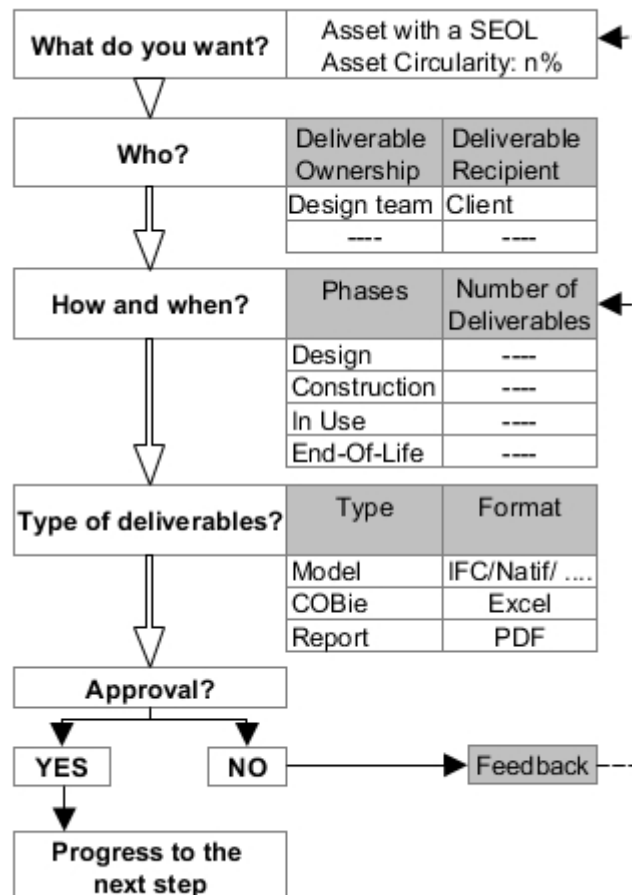 What do you want?
Asset with a SEOL
Asset Circularity: n%
Who?
Deliverable Ownership
Deliverable Recipient
Design team
Client
----
----
How and when?
Phases
Number of Deliverables
Design
----
Construction
----
In Use
----
End-Of-Life
----
Type of deliverables?
Type
Format
Model
IFC/Natif/ ....
COBie
Excel
Report
PDF
Approval?
YES
NO
Feedback
Progress to the
next step